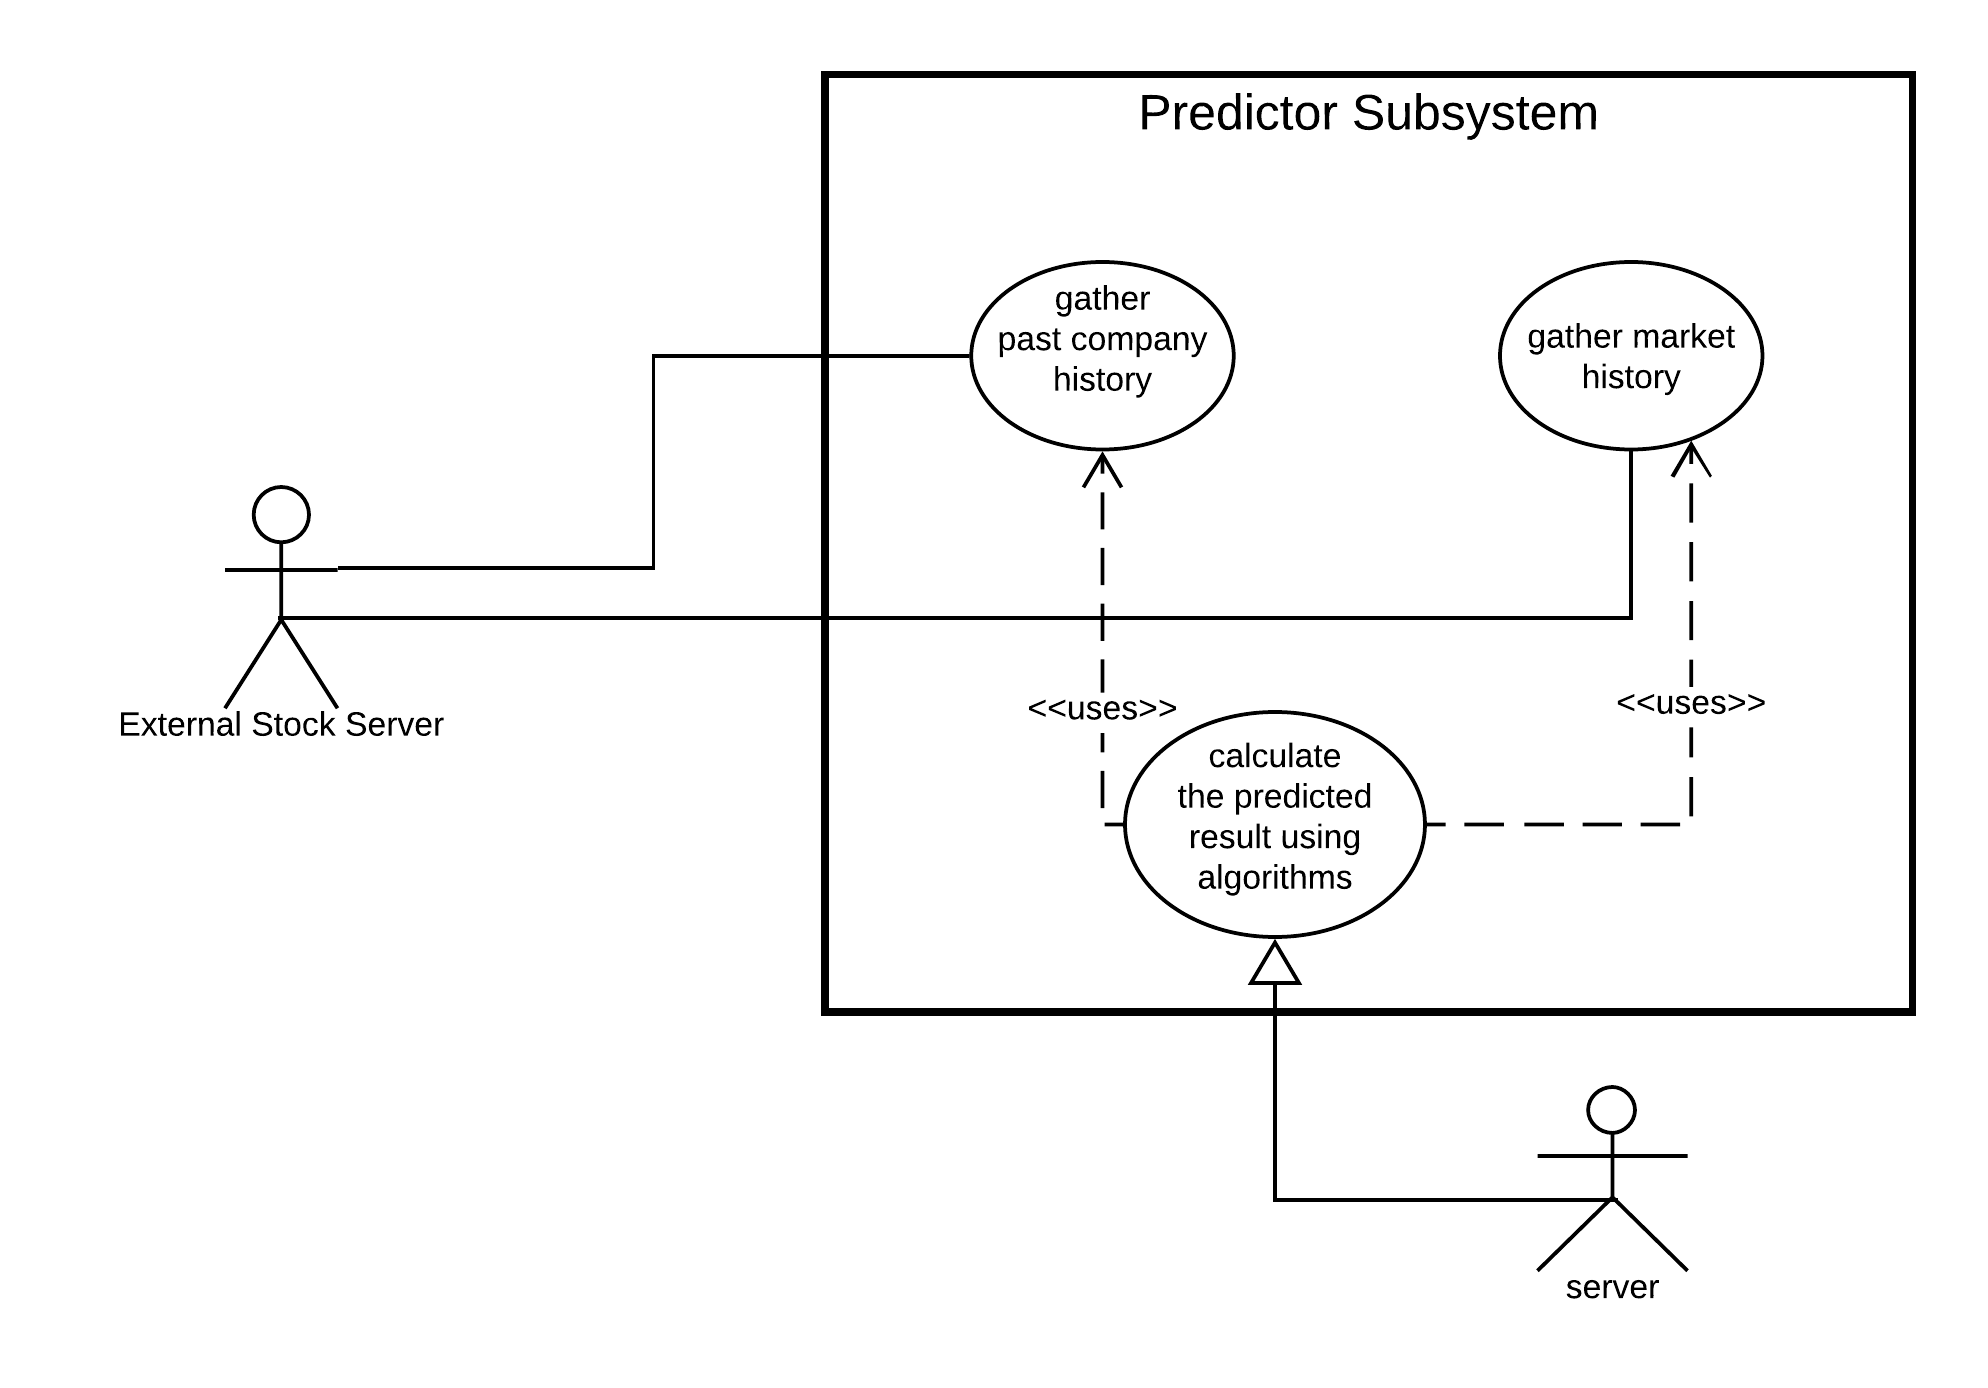 Predictor Subsystem
gather
past company
history
gather market
history
External Stock Server
<<uses>>
<<uses>>
calculate
the predicted
result using
algorithms
server